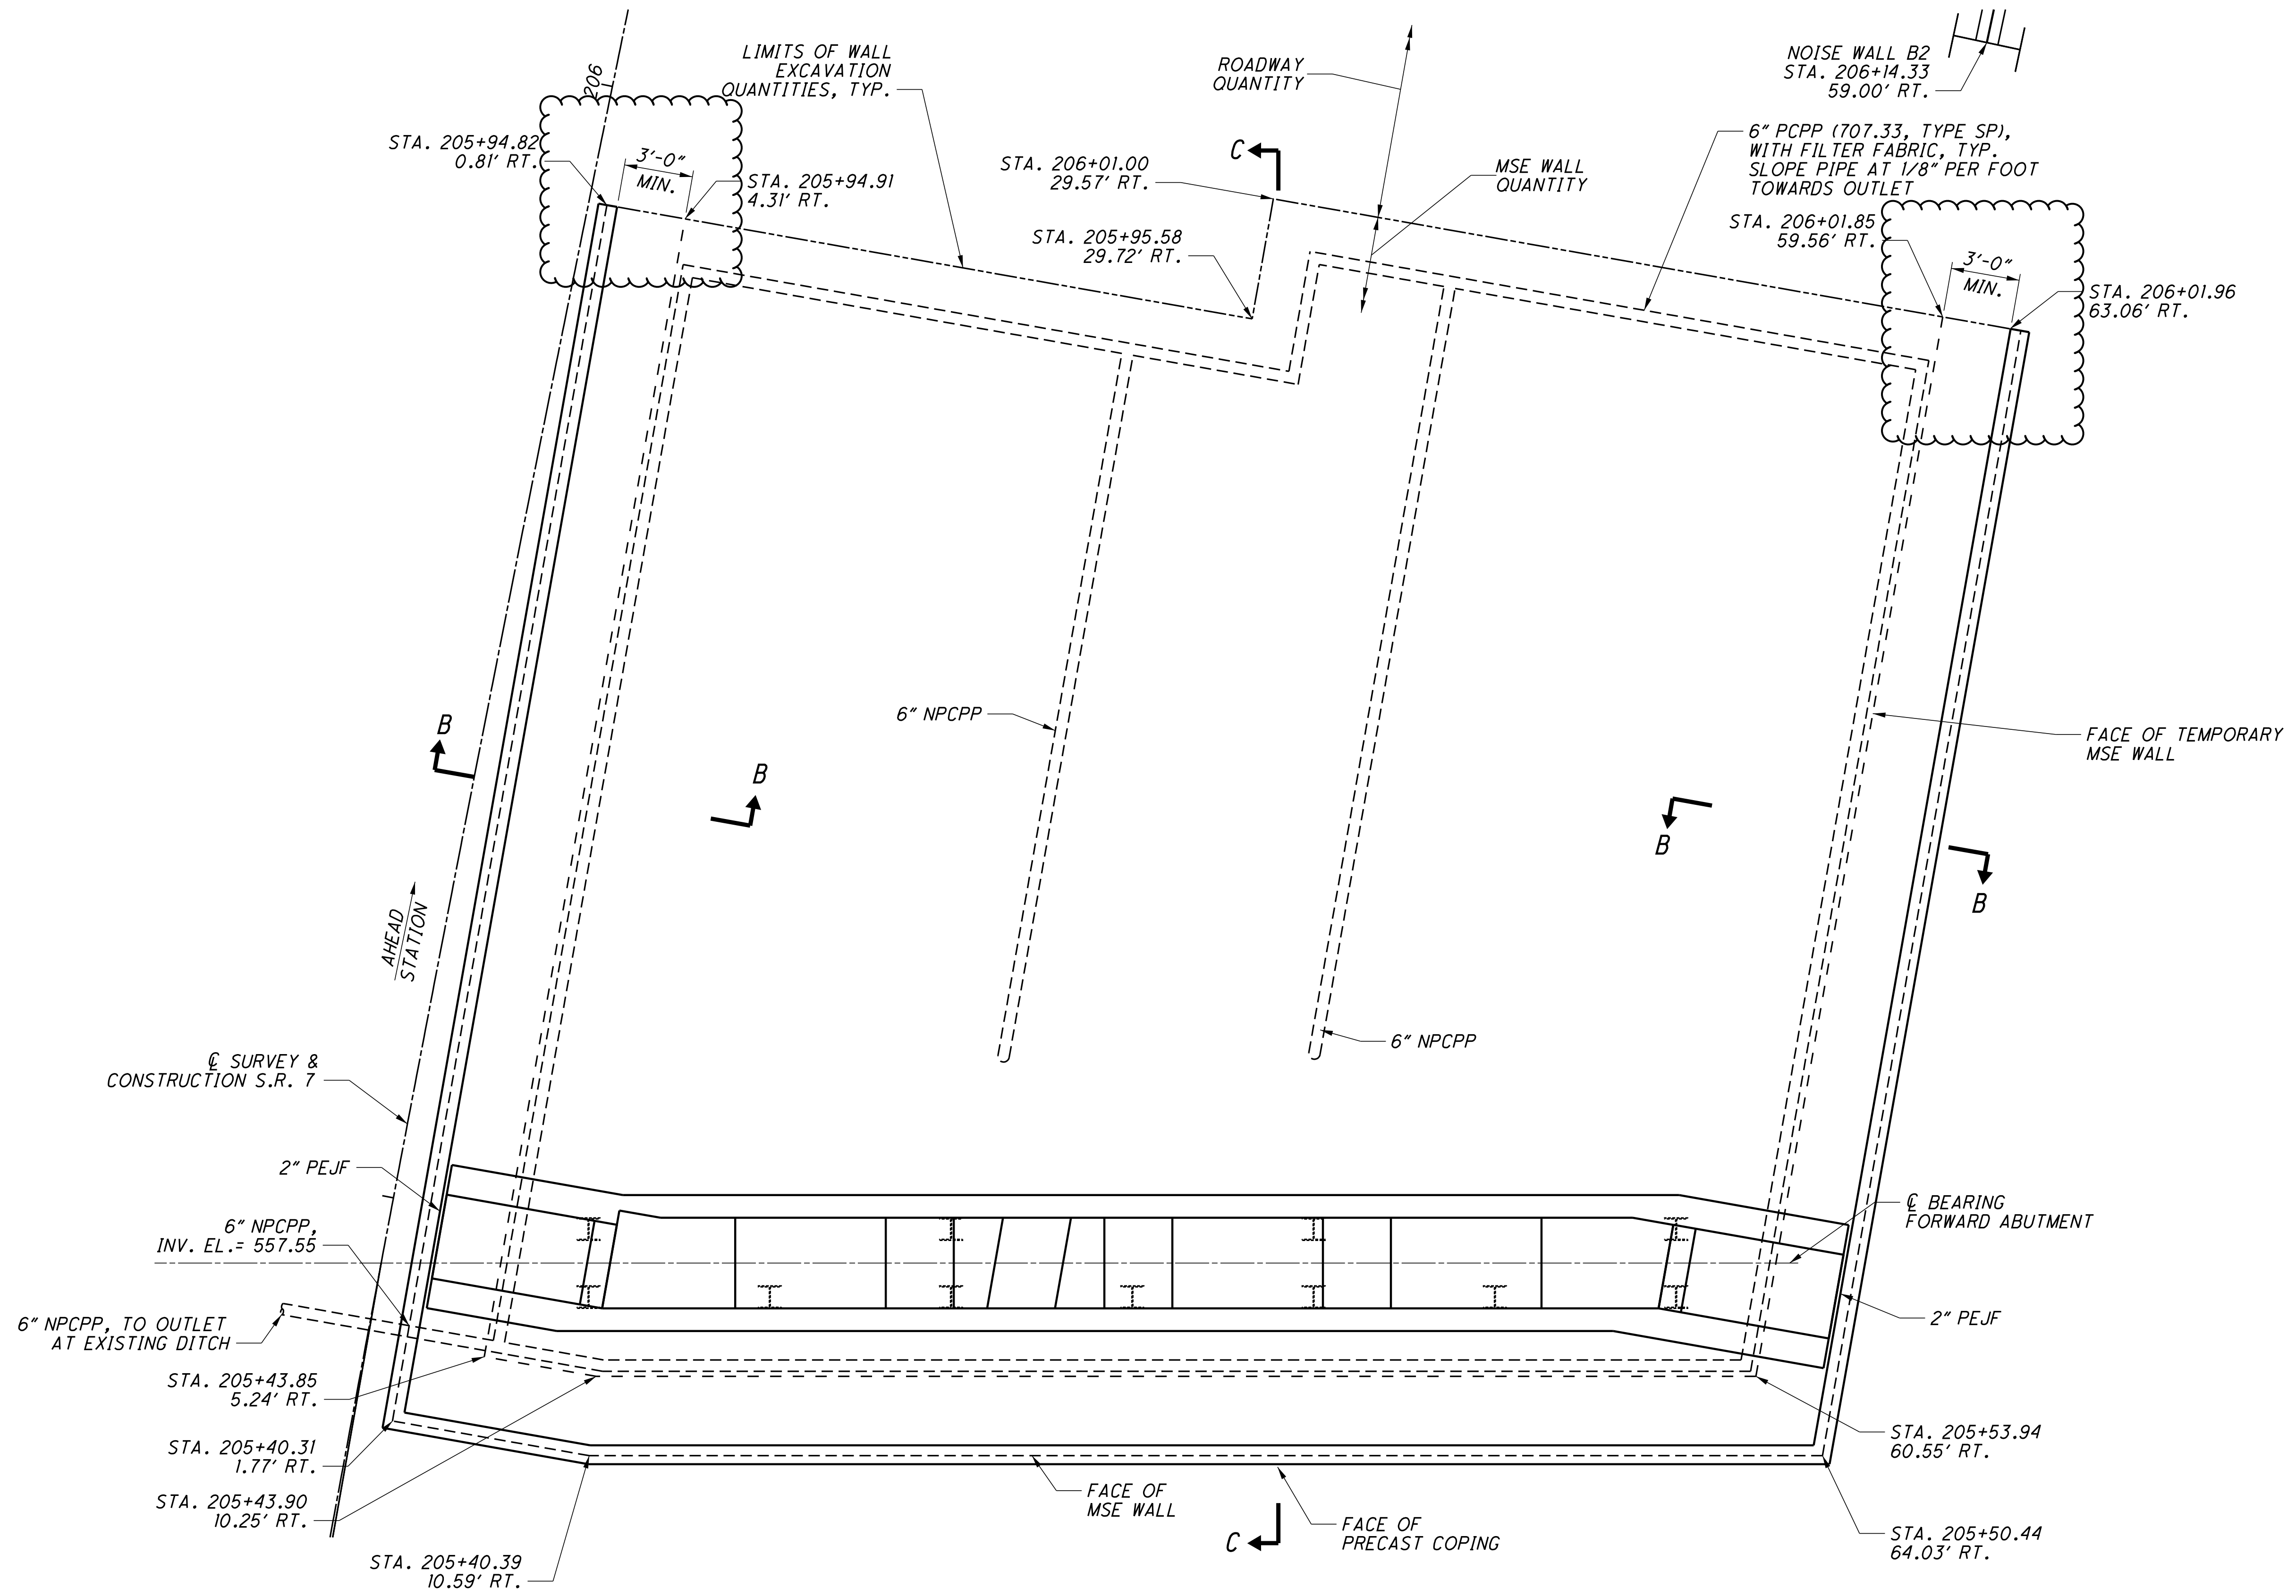 206
LIMITS OF WALL
EXCAVATION
QUANTITIES, TYP.
ROADWAY
QUANTITY
NOISE WALL B2
STA. 206+14.33
59.00' RT.
STA. 205+94.82
0.81' RT.
3'-0"
MIN.
STA. 205+94.91
4.31' RT.
STA. 206+01.00
29.57' RT.
C
MSE WALL
QUANTITY
6" PCPP (707.33, TYPE SP),
WITH FILTER FABRIC, TYP.
SLOPE PIPE AT 1/8" PER FOOT
TOWARDS OUTLET
STA. 205+95.58
29.72' RT.
STA. 206+01.85
59.56' RT.
3'-0"
MIN.
STA. 206+01.96
63.06' RT.
6" NPCPP
B
B
B
B
FACE OF TEMPORARY
MSE WALL
AHEAD
STATION
6" NPCPP
℄ SURVEY &
CONSTRUCTION S.R. 7
2" PEJF
6" NPCPP,
INV. EL.= 557.55
℄ BEARING
FORWARD ABUTMENT
6" NPCPP, TO OUTLET
AT EXISTING DITCH
2" PEJF
STA. 205+43.85
5.24' RT.
STA. 205+40.31
1.77' RT.
STA. 205+43.90
10.25' RT.
STA. 205+40.39
10.59' RT.
FACE OF
MSE WALL
C
FACE OF
PRECAST COPING
STA. 205+53.94
60.55' RT.
STA. 205+50.44
64.03' RT.